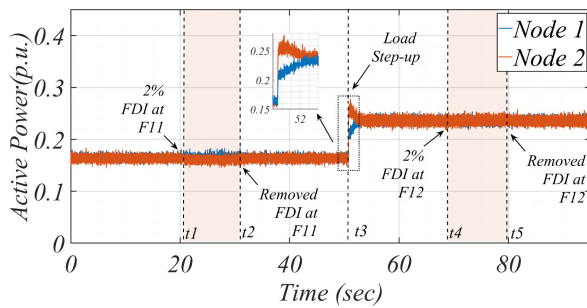 Node 1
Node 2
Active Power(p.u.)
0.4
0.3
0.2
0.1
0
0.25
0.2
0.15
52
Load
Step-up
2%
FDI at
F11
Removed
FDI at
F11
2%
FDI at
F12
Removed
FDI at
F12
t1
t2
t3
t4
t5
0
20
40
60
80
Time (sec)